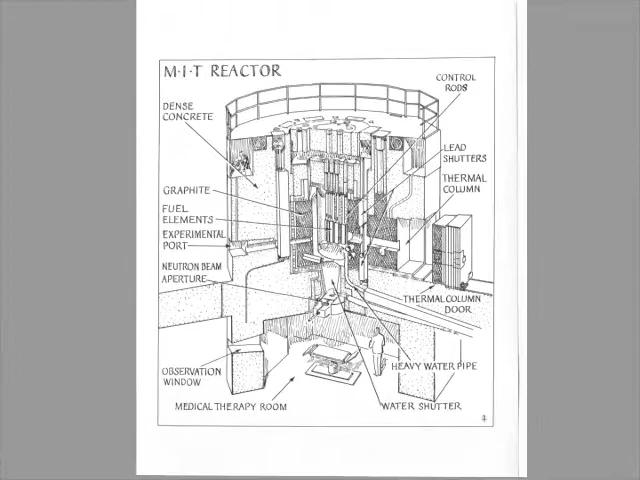 M·I·T REACTOR
CONTROL
RODS
DENSE
CONCRETE
LEAD
SHUTTERS
THERMAL
COLUMN
GRAPHITE
FUEL
ELEMENTS
EXPERIMENTAL
PORT
NEUTRON BEAM
APERTURE
THERMAL COLUMN
DOOR
HEAVY WATER PIPE
OBSERVATION
WINDOW
MEDICAL THERAPY ROOM
WATER SHUTTER